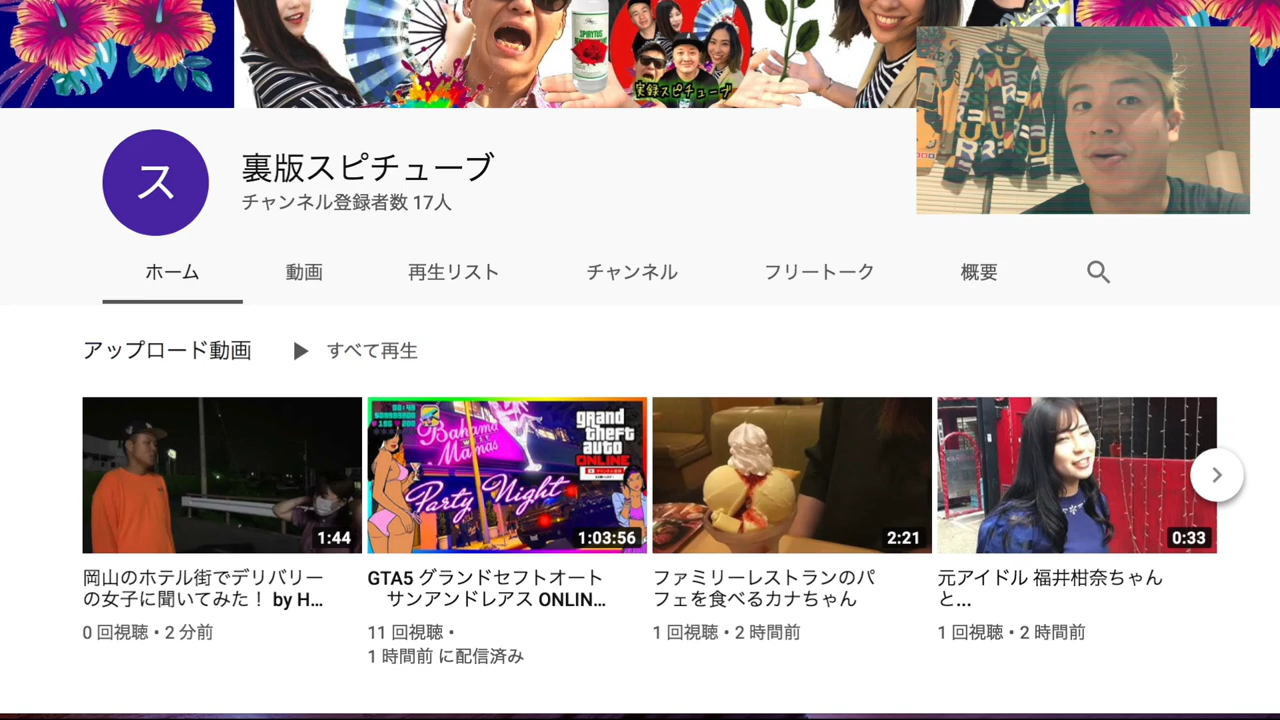 SPIRYTUS
実録スピチューブ
ス
裏版スピチューブ
チャンネル登録者数 17人
ホーム
動画
再生リスト
チャンネル
フリートーク
概要
アップロード動画
すべて再生
1:44
Bahama
Mamas
Party Night
grand
theft
auto
ONLINE
1:03:56
2:21
0:33
岡山のホテル街でデリバリー
の女子に聞いてみた！ by H...
0 回視聴・2 分前
GTA5 グランドセフトオート
サンアンドレアス ONLIN...
11 回視聴・
1 時間前 に配信済み
ファミリーレストランのパ
フェを食べるカナちゃん
1 回視聴・2 時間前
元アイドル 福井柑奈ちゃん
と...
1 回視聴・2 時間前